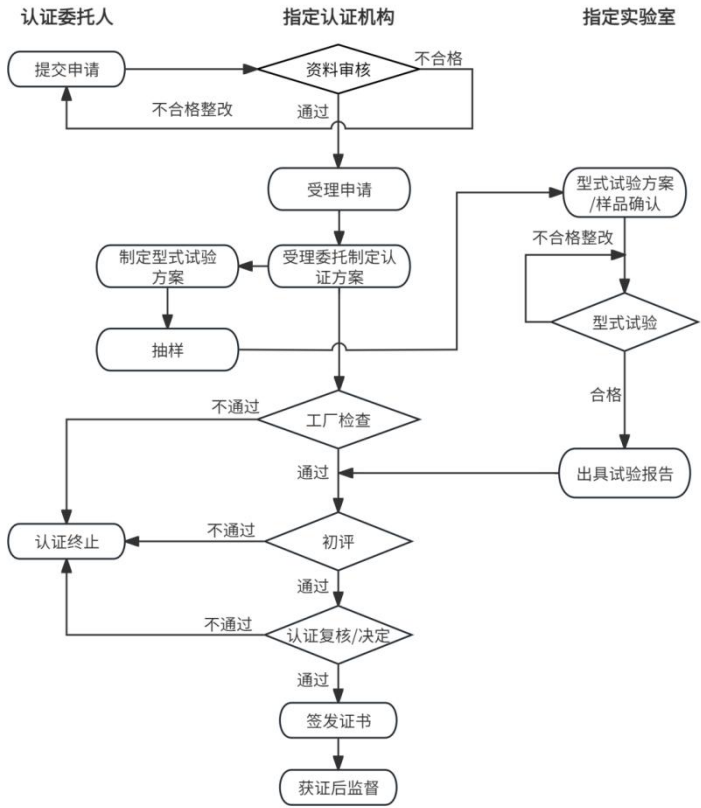 认证委托人
指定认证机构
指定实验室
提交申请
资料审核
不合格
不合格整改
通过
受理申请
型式试验方案
/样品确认
制定型式试验
方案
受理委托制定认
证方案
不合格整改
抽样
型式试验
不通过
工厂检查
合格
通过
出具试验报告
认证终止
不通过
初评
通过
不通过
认证复核/决定
通过
签发证书
获证后监督